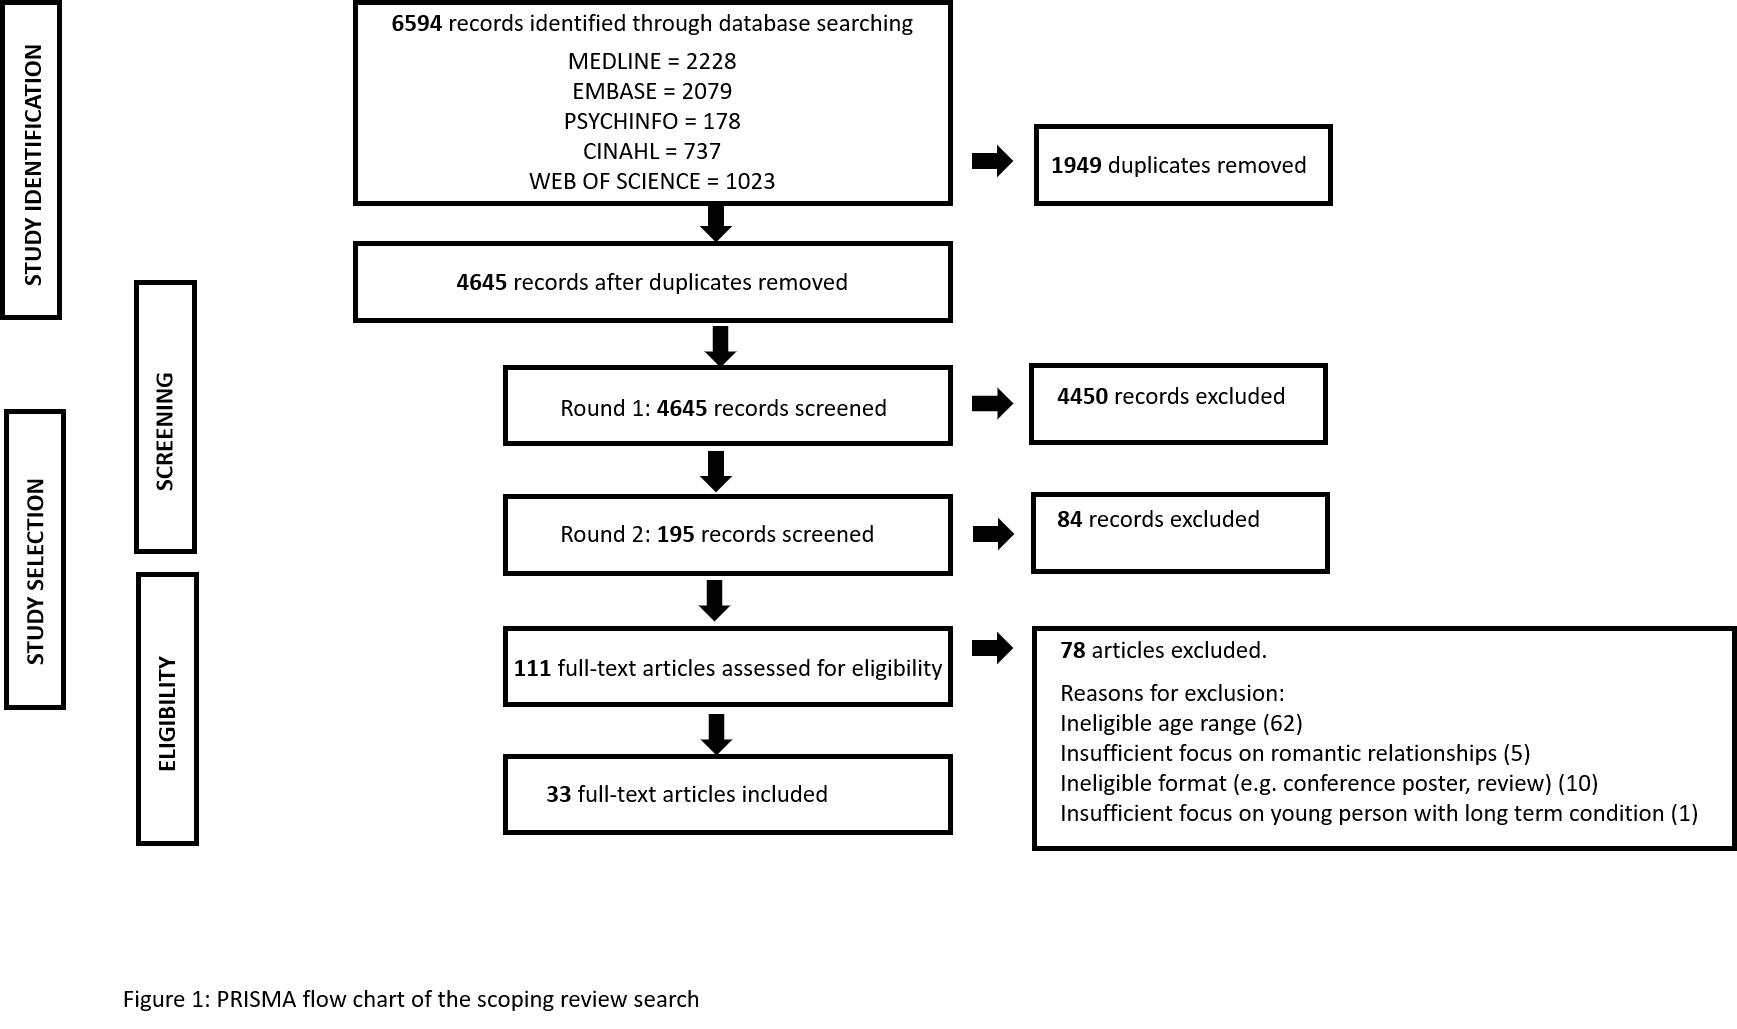 STUDY IDENTIFICATION
6594 records identified through database searching
MEDLINE = 2228
EMBASE = 2079
PSYCHINFO = 178
CINAHL = 737
WEB OF SCIENCE = 1023
1949 duplicates removed
4645 records after duplicates removed
SCREENING
Round 1: 4645 records screened
4450 records excluded
STUDY SELECTION
Round 2: 195 records screened
84 records excluded
ELIGIBILITY
111 full-text articles assessed for eligibility
78 articles excluded.
Reasons for exclusion:
Ineligible age range (62)
Insufficient focus on romantic relationships (5)
Ineligible format (e.g. conference poster, review) (10)
Insufficient focus on young person with long term condition (1)
33 full-text articles included
Figure 1: PRISMA flow chart of the scoping review search